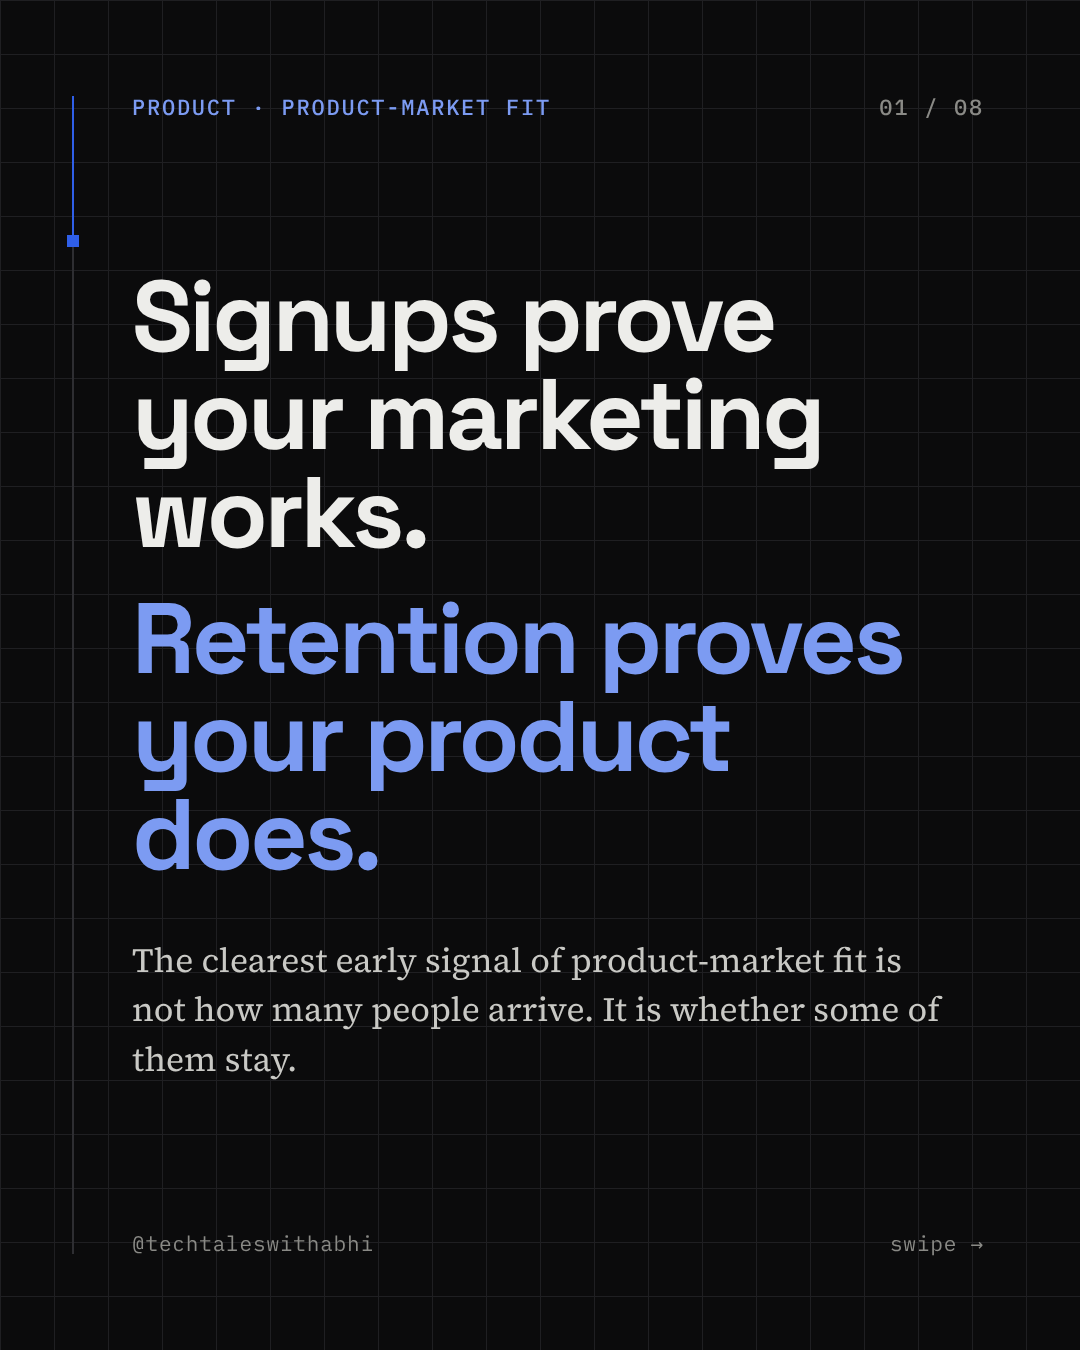 PRODUCT · PRODUCT-MARKET FIT
01 / 08
Signups prove
your marketing
works.
Retention proves
your product
does.
The clearest early signal of product-market fit is
not how many people arrive. It is whether some of
them stay.
@techtaleswithabhi
swipe →